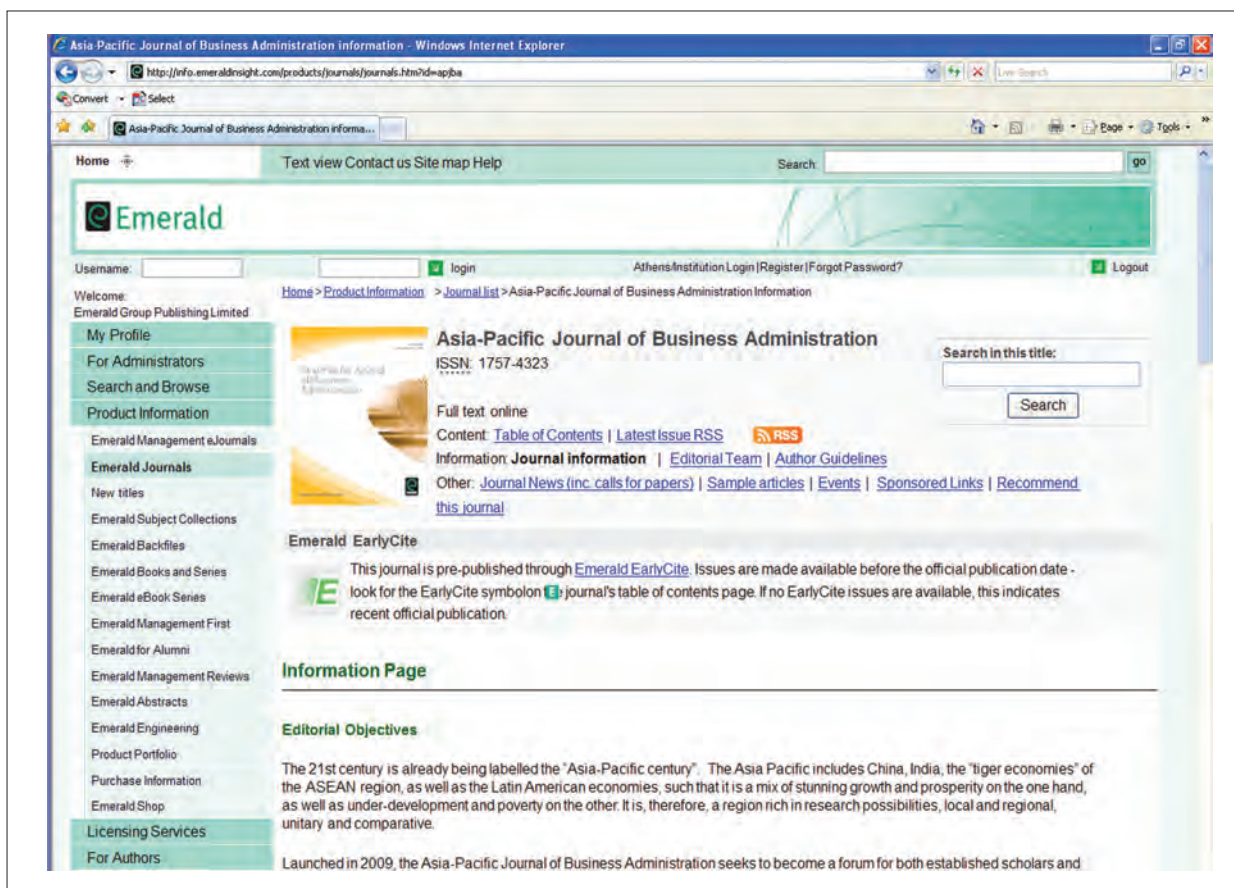 Asia-Pacific Journal of Business Administration information - Windows Internet Explorer
http://info.emeraldinsight.com/products/journals/journals.htm?id=apjba
Live Search
Convert Select
Asia-Pacific Journal of Business Administration informa...
Page Tools
Home Text view Contact us Site map Help Search: go
Emerald
Username: login Athens/Institution Login|Register|Forgot Password? Logout
Welcome:
Emerald Group Publishing Limited
Home > Product Information > Journal list > Asia-Pacific Journal of Business Administration Information
My Profile
For Administrators
Search and Browse
Product Information
Emerald Management eJournals
Emerald Journals
New titles
Emerald Subject Collections
Emerald Backfiles
Emerald Books and Series
Emerald eBook Series
Emerald Management First
Emerald for Alumni
Emerald Management Reviews
Emerald Abstracts
Emerald Engineering
Product Portfolio
Purchase Information
Emerald Shop
Licensing Services
For Authors
Asia-Pacific Journal of Business Administration
ISSN: 1757-4323
Search in this title:
Search
Full text online
Content: Table of Contents | Latest Issue RSS RSS
Information: Journal information | Editorial Team | Author Guidelines
Other: Journal News (inc. calls for papers) | Sample articles | Events | Sponsored Links | Recommend
this journal
Emerald EarlyCite
This journal is pre-published through Emerald EarlyCite. Issues are made available before the official publication date -
look for the EarlyCite symbolon E journal's table of contents page. If no EarlyCite issues are available, this indicates
recent official publication.
Information Page
Editorial Objectives
The 21st century is already being labelled the "Asia-Pacific century". The Asia Pacific includes China, India, the "tiger economies" of
the ASEAN region, as well as the Latin American economies, such that it is a mix of stunning growth and prosperity on the one hand,
as well as under-development and poverty on the other. It is, therefore, a region rich in research possibilities, local and regional,
unitary and comparative.
Launched in 2009, the Asia-Pacific Journal of Business Administration seeks to become a forum for both established scholars and